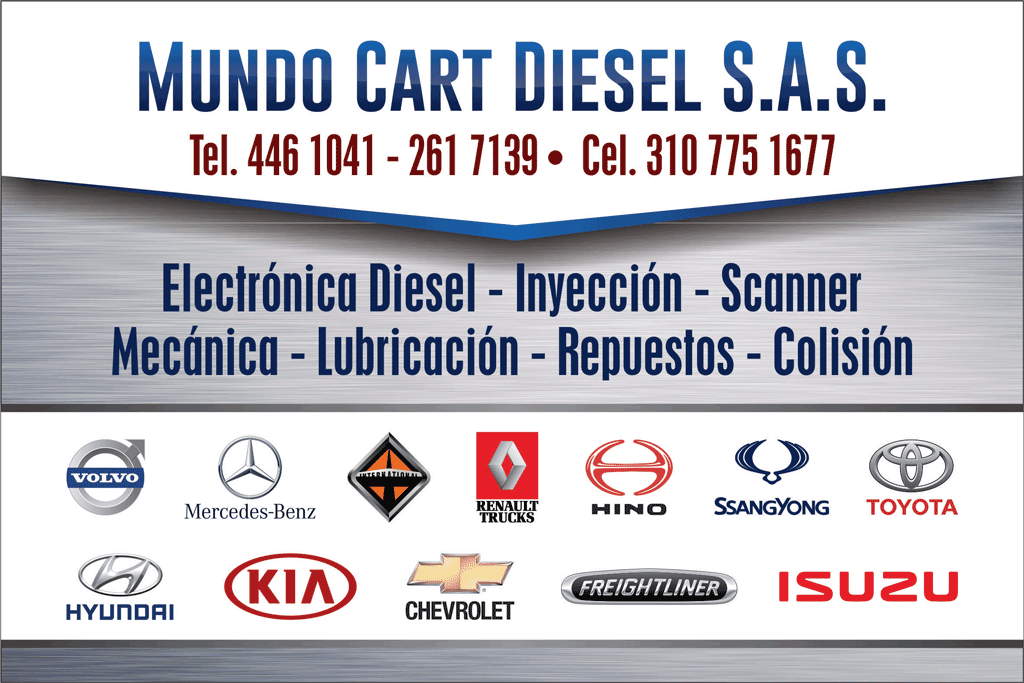 MUNDO CART DIESEL S.A.S.
Tel. 446 1041 - 261 7139 • Cel. 310 775 1677
Electrónica Diesel - Inyección - Scanner
Mecánica - Lubricación - Repuestos - Colisión
VOLVO
Mercedes-Benz
INTERNATIONAL
RENAULT
TRUCKS
HINO
SSANGYONG
TOYOTA
HYUNDAI
KIA
CHEVROLET
FREIGHTLINER
ISUZU